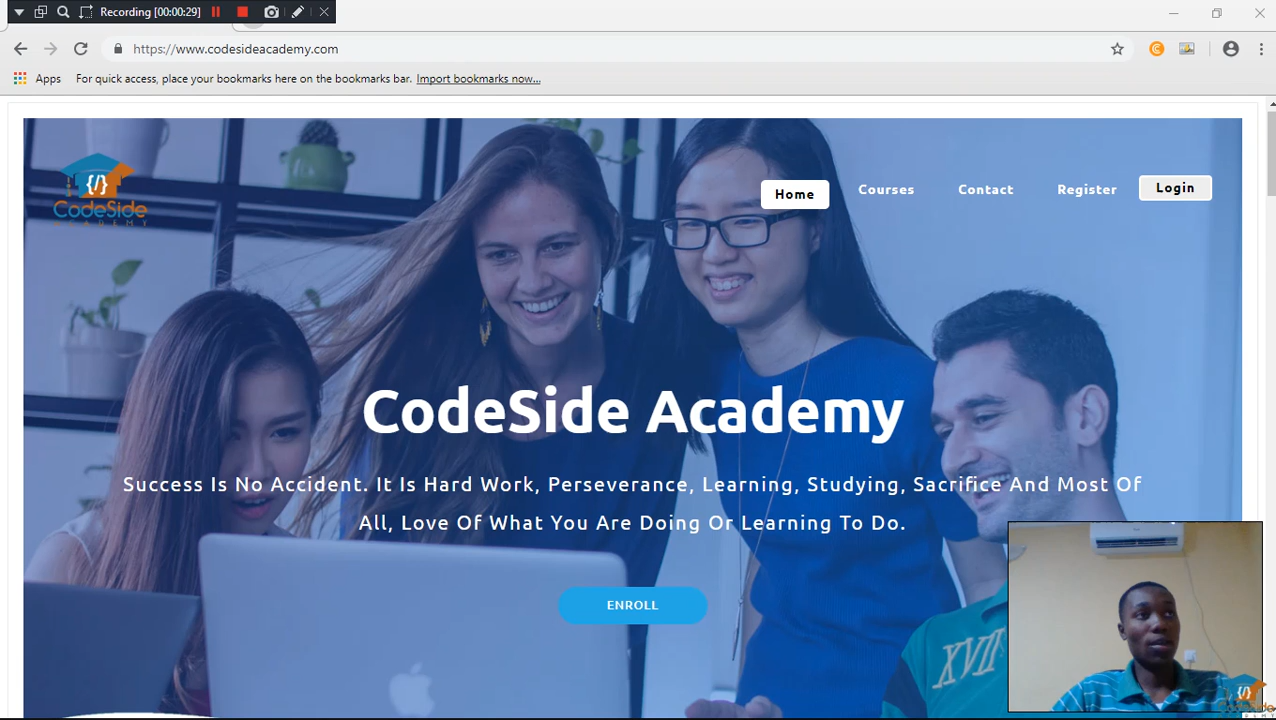 Recording [00:00:29]
https://www.codesideacademy.com
Apps For quick access, place your bookmarks here on the bookmarks bar. Import bookmarks now...
{/}
CodeSide
ACADEMY
Home Courses Contact Register Login
CodeSide Academy
Success Is No Accident. It Is Hard Work, Perseverance, Learning, Studying, Sacrifice And Most Of
All, Love Of What You Are Doing Or Learning To Do.
ENROLL
XVII